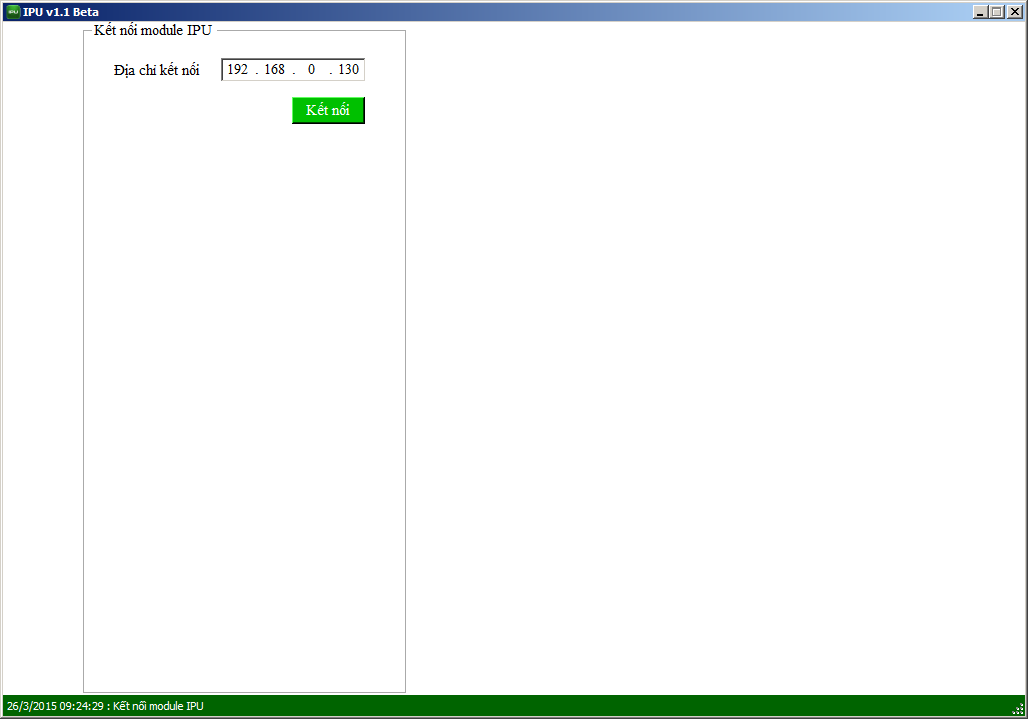 IPU v1.1 Beta
Kết nối module IPU
Địa chỉ kết nối 192 . 168 . 0 . 130
Kết nối
26/3/2015 09:24:29 : Kết nối module IPU